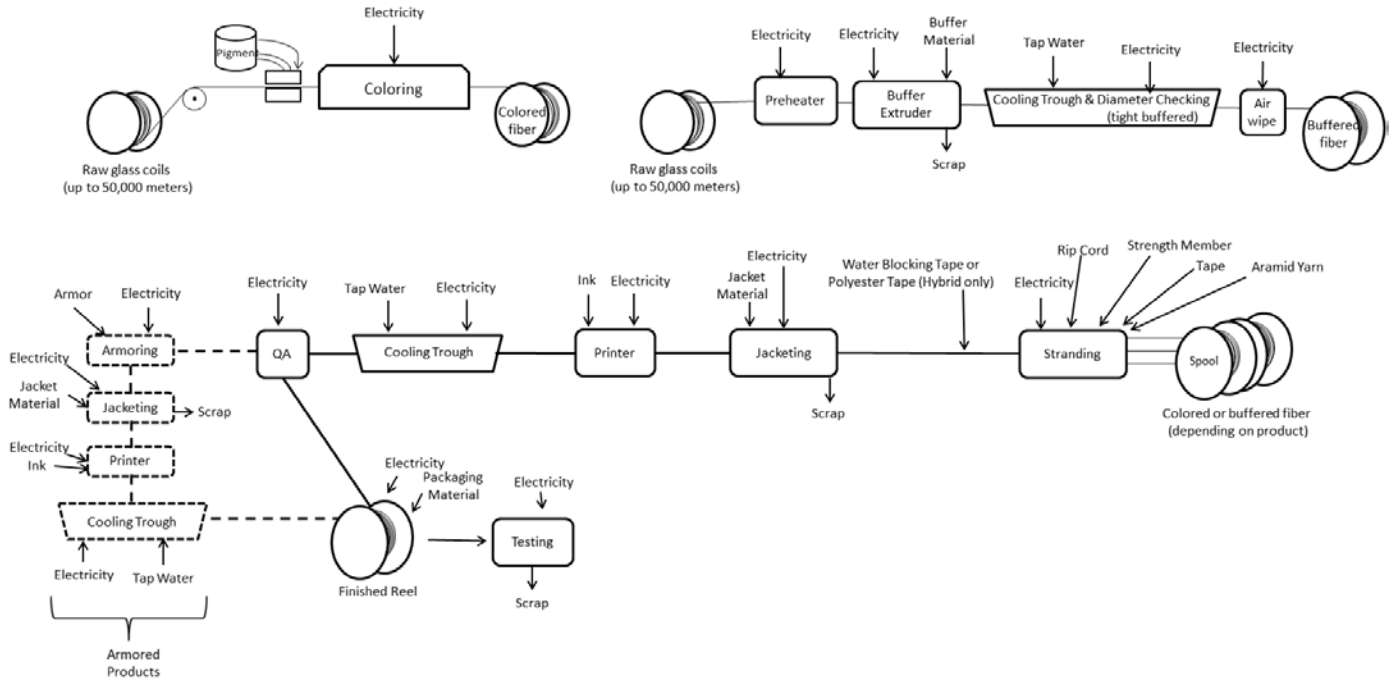 Electricity
Pigment
Coloring
Colored
fiber
Raw glass coils
(up to 50,000 meters)
Electricity
Electricity
Buffer
Material
Tap Water
Electricity
Electricity
Preheater
Buffer
Extruder
Cooling Trough & Diameter Checking
(tight buffered)
Air
wipe
Buffered
fiber
Scrap
Raw glass coils
(up to 50,000 meters)
Armor
Electricity
Electricity
Tap Water
Electricity
Ink
Electricity
Jacket
Material
Electricity
Water Blocking Tape or
Polyester Tape (Hybrid only)
Electricity
Rip Cord
Strength Member
Tape
Aramid Yarn
Armoring
QA
Cooling Trough
Printer
Jacketing
Stranding
Spool
Scrap
Colored or buffered fiber
(depending on product)
Electricity
Jacket
Material
Jacketing
Scrap
Electricity
Ink
Printer
Cooling Trough
Electricity
Tap Water
Electricity
Packaging
Material
Finished Reel
Electricity
Testing
Scrap
Armored
Products